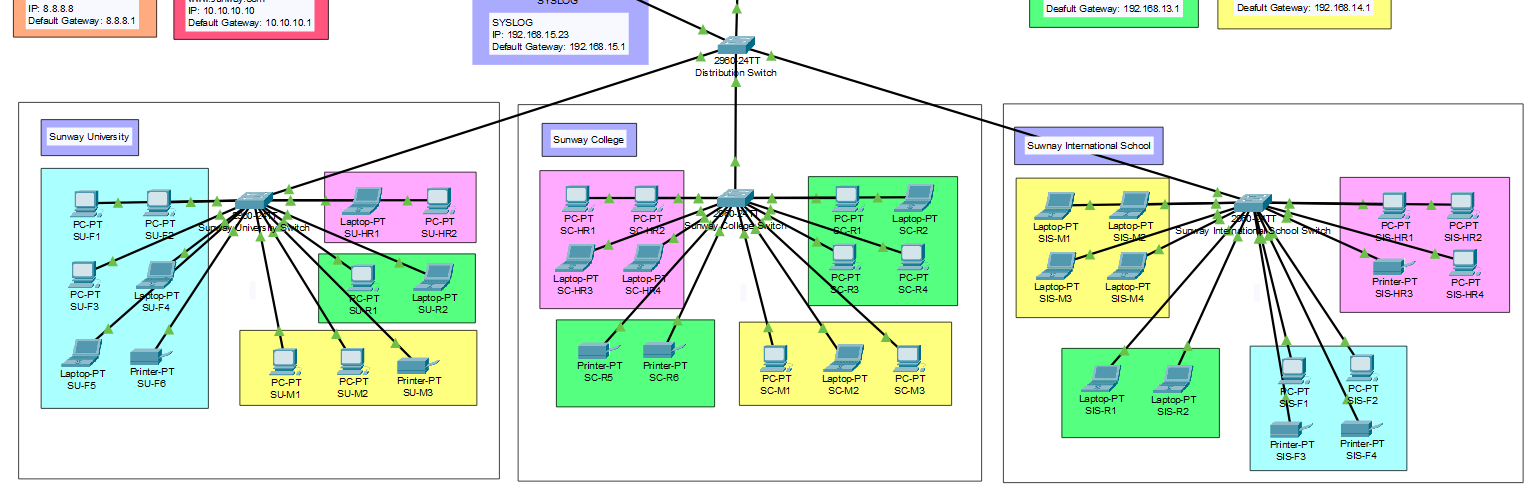 IP: 8.8.8.8
Default Gateway: 8.8.8.1
IP: 10.10.10.10
Default Gateway: 10.10.10.1
SYSLOG
SYSLOG
IP: 192.168.15.23
Default Gateway: 192.168.15.1
Deafult Gateway: 192.168.13.1
Default Gateway: 192.168.14.1
2960-24TT
Distribution Switch
Sunway University
PC-PT
SU-F1
PC-PT
SU-F2
2960-24TT
Sunway University Switch
Laptop-PT
SU-HR1
PC-PT
SU-HR2
PC-PT
SU-F3
Laptop-PT
SU-F4
PC-PT
SU-R1
Laptop-PT
SU-R2
Laptop-PT
SU-F5
Printer-PT
SU-F6
PC-PT
SU-M1
PC-PT
SU-M2
Printer-PT
SU-M3
Sunway College
PC-PT
SC-HR1
PC-PT
SC-HR2
2960-24TT
Sunway College Switch
PC-PT
SC-R1
Laptop-PT
SC-R2
Laptop-PT
SC-HR3
Laptop-PT
SC-HR4
PC-PT
SC-R3
PC-PT
SC-R4
Printer-PT
SC-R5
Printer-PT
SC-R6
PC-PT
SC-M1
Laptop-PT
SC-M2
PC-PT
SC-M3
Suwnay International School
Laptop-PT
SIS-M1
Laptop-PT
SIS-M2
2960-24TT
Sunway International School Switch
PC-PT
SIS-HR1
PC-PT
SIS-HR2
Laptop-PT
SIS-M3
Laptop-PT
SIS-M4
Printer-PT
SIS-HR3
PC-PT
SIS-HR4
Laptop-PT
SIS-R1
Laptop-PT
SIS-R2
PC-PT
SIS-F1
PC-PT
SIS-F2
Printer-PT
SIS-F3
Printer-PT
SIS-F4